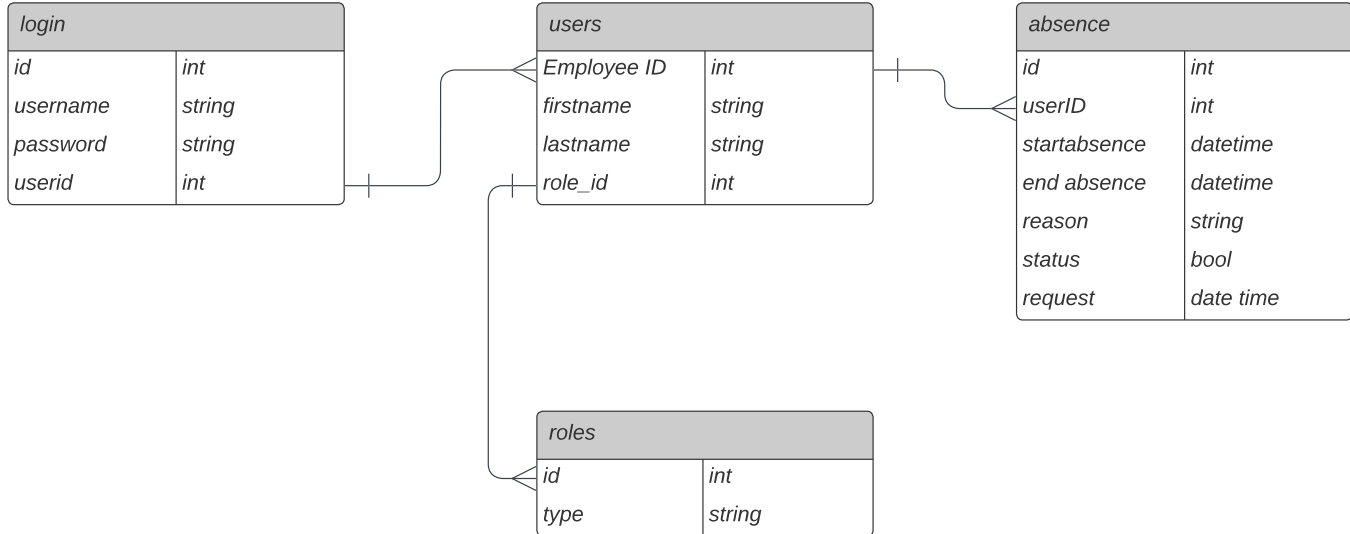 login
id int
username string
password string
userid int
users
Employee ID int
firstname string
lastname string
role_id int
absence
id int
userID int
startabsence datetime
end absence datetime
reason string
status bool
request date time
roles
id int
type string